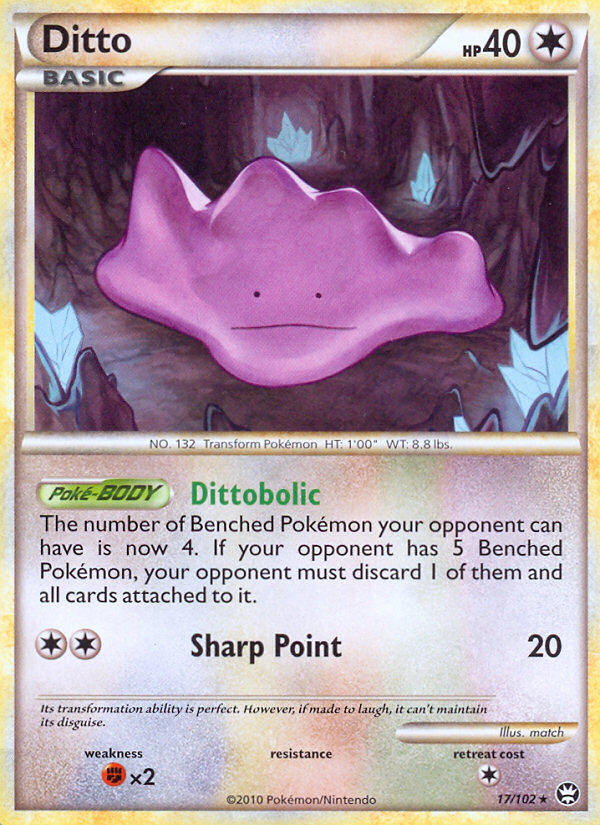 Ditto
HP 40
BASIC
NO. 132 Transform Pokémon HT: 1'00" WT: 8.8 lbs.
Poké-BODY Dittobolic
The number of Benched Pokémon your opponent can
have is now 4. If your opponent has 5 Benched
Pokémon, your opponent must discard 1 of them and
all cards attached to it.
Sharp Point 20
Its transformation ability is perfect. However, if made to laugh, it can't maintain
its disguise.
Illus. match
weakness resistance retreat cost
×2
©2010 Pokémon/Nintendo 17/102 ★